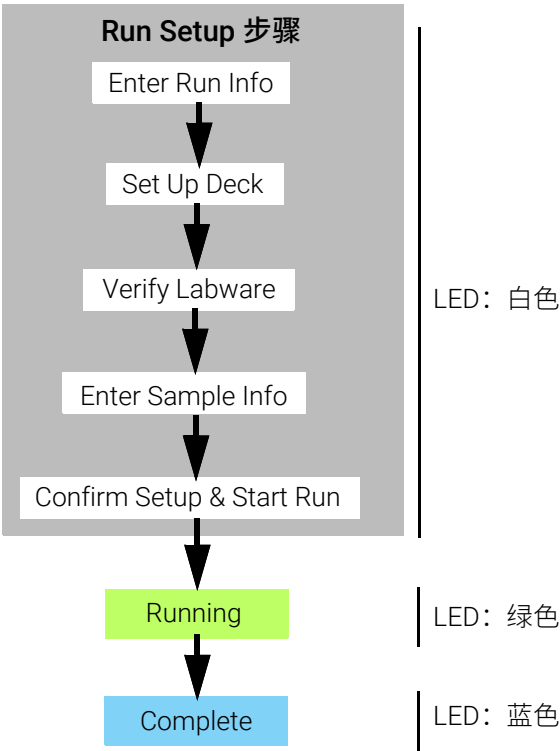 Run Setup 步骤
Enter Run Info
Set Up Deck
Verify Labware
LED：白色
Enter Sample Info
Confirm Setup & Start Run
Running
LED：绿色
Complete
LED：蓝色